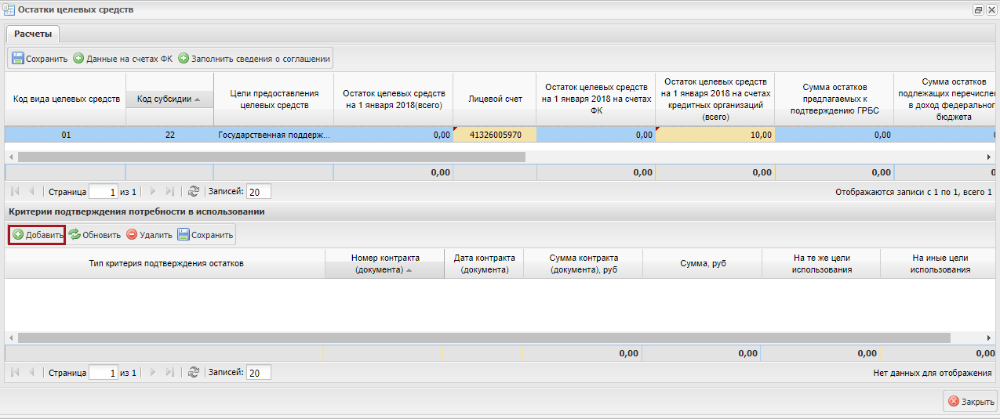 Остатки целевых средств
Расчеты
Сохранить Данные на счетах ФК Заполнить сведения о соглашении
Код вида целевых средств
Код субсидии
Цели предоставления
целевых средств
Остаток целевых средств
на 1 января 2018(всего)
Лицевой счет
Остаток целевых средств
на 1 января 2018 на счетах
ФК
Остаток целевых средств
на 1 января 2018 на счетах
кредитных организаций
(всего)
Сумма остатков
предлагаемых к
подтверждению ГРБС
Сумма остатков
подлежащих перечислен
в доход федерального
бюджета
01 22 Государственная поддерж... 0,00 41326005970 0,00 10,00 0,00
0,00 0,00 0,00 0,00
Страница 1 из 1 Записей: 20 Отображаются записи с 1 по 1, всего 1
Критерии подтверждения потребности в использовании
Добавить Обновить Удалить Сохранить
Тип критерия подтверждения остатков
Номер контракта
(документа)
Дата контракта
(документа)
Сумма контракта
(документа), руб
Сумма, руб
На те же цели
использования
На иные цели
использования
0,00 0,00 0,00 0,00
Страница 1 из 1 Записей: 20 Нет данных для отображения
Закрыть